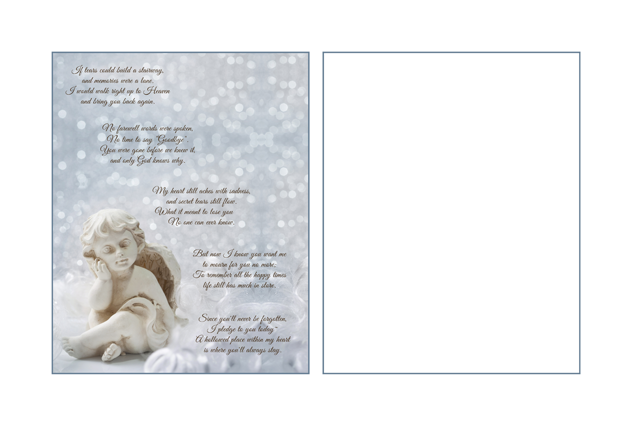 If tears could build a stairway,
and memories were a lane,
I would walk right up to Heaven
and bring you back again.
No farewell words were spoken,
No time to say "Goodbye".
You were gone before we knew it,
and only God knows why.
My heart still aches with sadness,
and secret tears still flow.
What it meant to lose you
No one can ever know.
But now I know you want me
to mourn for you no more;
To remember all the happy times
life still has much in store.
Since you'll never be forgotten,
I pledge to you today~
A hollowed place within my heart
is where you'll always stay.